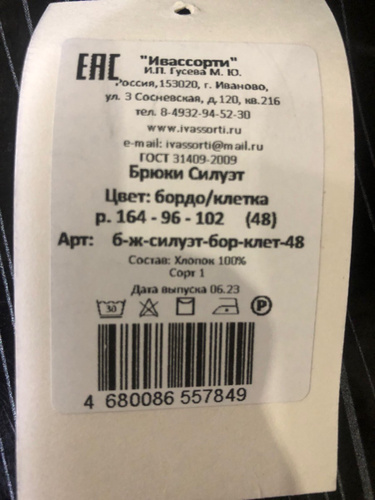 EAC
"Ивассорти"
И.П. Гусева М. Ю.
Россия,153020, г. Иваново,
ул. 3 Сосневская, д.120, кв.216
тел. 8-4932-94-52-30
www.ivassorti.ru
e-mail: ivassorti@mail.ru
ГОСТ 31409-2009
Брюки Силуэт
Цвет: бордо/клетка
р. 164 - 96 - 102 (48)
Арт: б-ж-силуэт-бор-клет-48
Состав: Хлопок 100%
Сорт 1
Дата выпуска 06.23
30 P
4 680086 557849